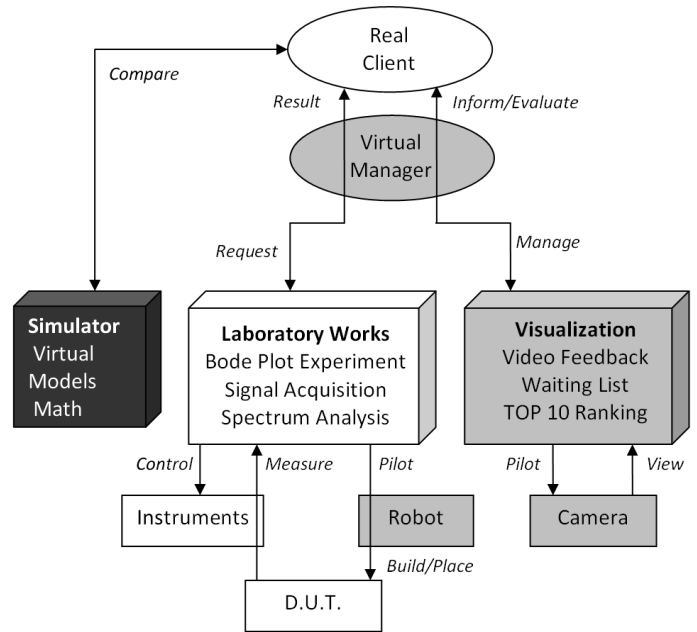 Real
Client
Compare
Result
Inform/Evaluate
Virtual
Manager
Request
Manage
Simulator
Virtual
Models
Math
Laboratory Works
Bode Plot Experiment
Signal Acquisition
Spectrum Analysis
Visualization
Video Feedback
Waiting List
TOP 10 Ranking
Control
Measure
Pilot
Pilot
View
Instruments
Robot
Camera
Build/Place
D.U.T.